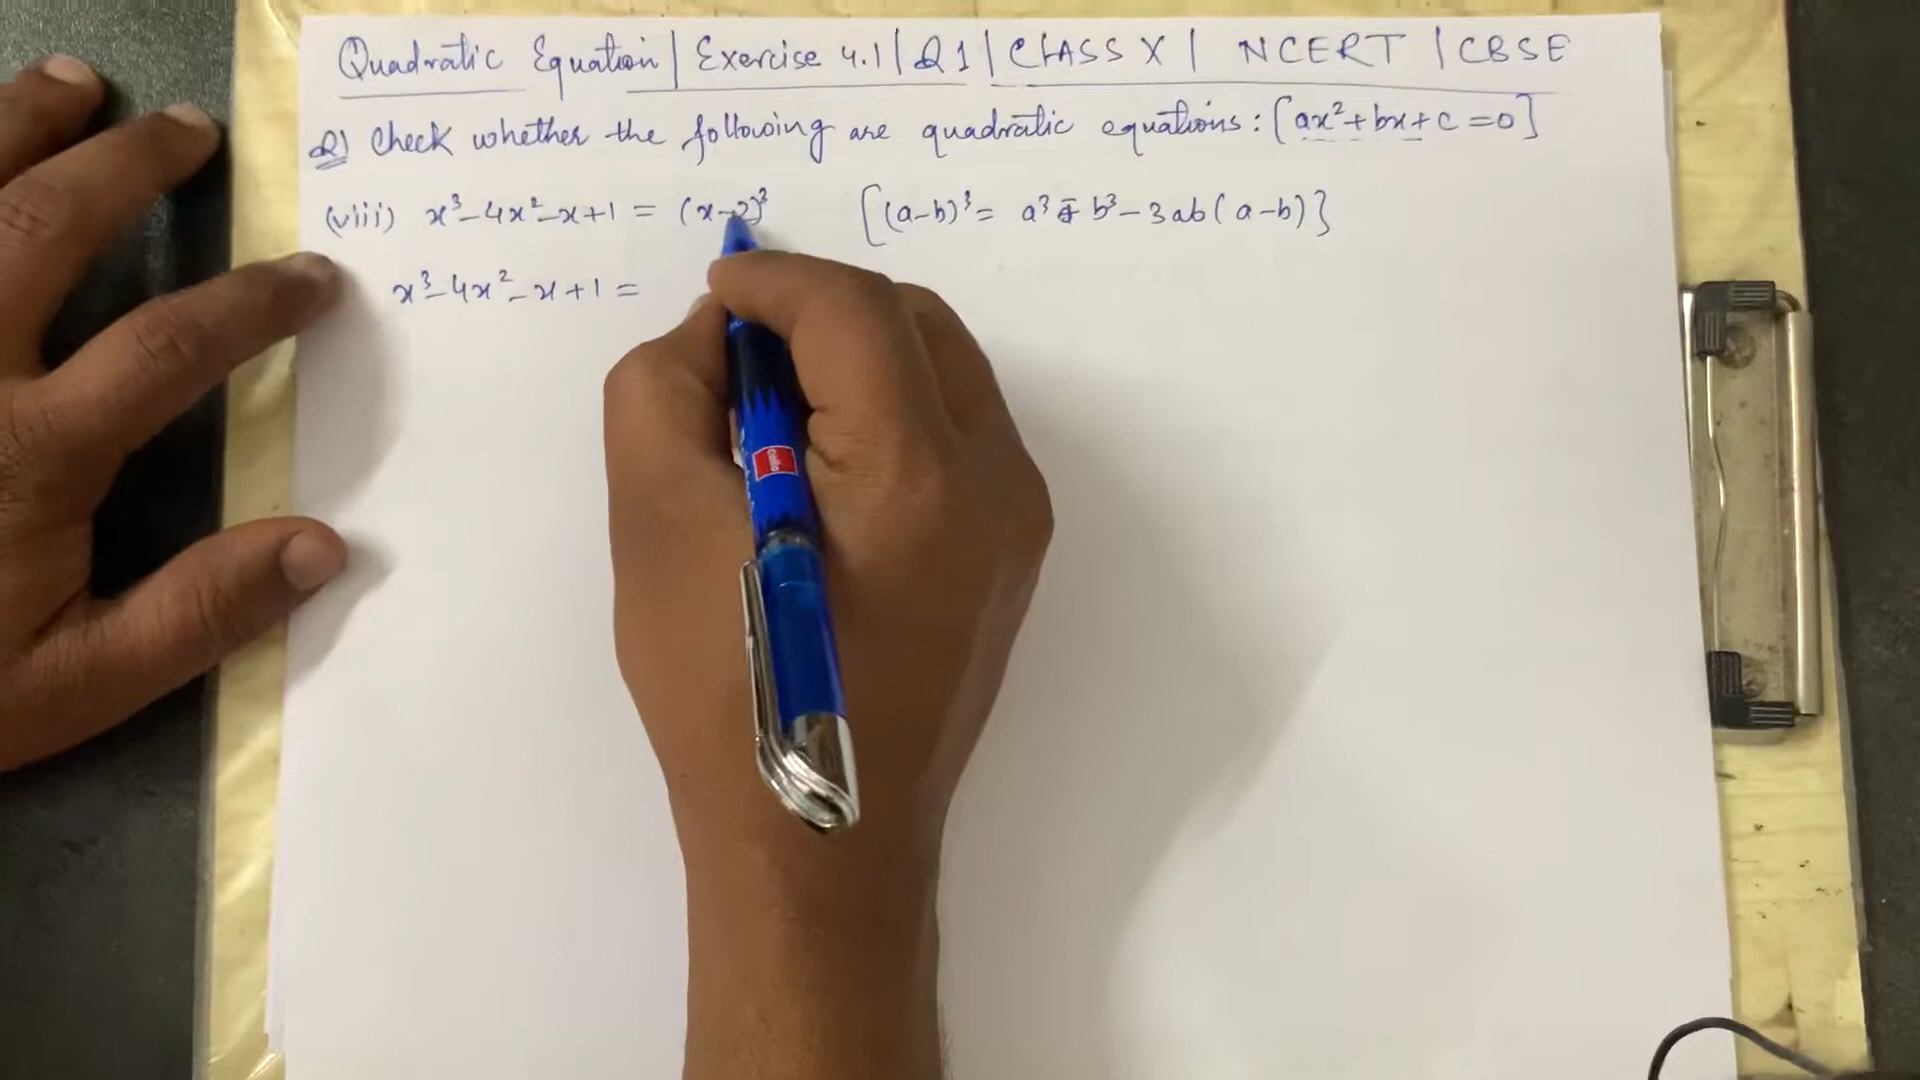 Quadratic Equation | Exercise 4.1 | Q1 | CLASS X | NCERT | CBSE
Q) Check whether the following are quadratic equations: [ax²+bx+c=0]
(viii) x³-4x²-x+1 = (x-2)³ [(a-b)³ = a³ - b³ - 3ab(a-b)}
x³-4x²-x+1 =
cello